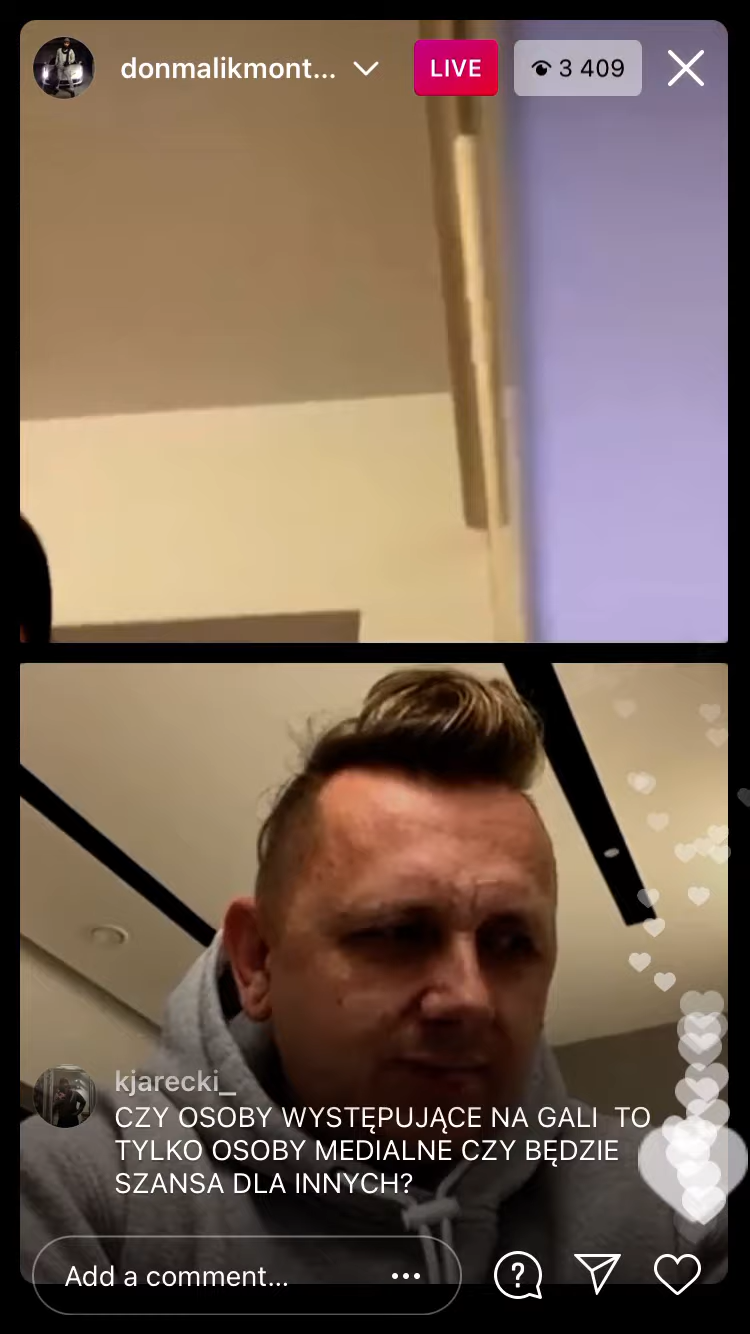 donmalikmont...
LIVE
3 409
kjarecki_
CZY OSOBY WYSTĘPUJĄCE NA GALI TO
TYLKO OSOBY MEDIALNE CZY BĘDZIE
SZANSA DLA INNYCH?
Add a comment...